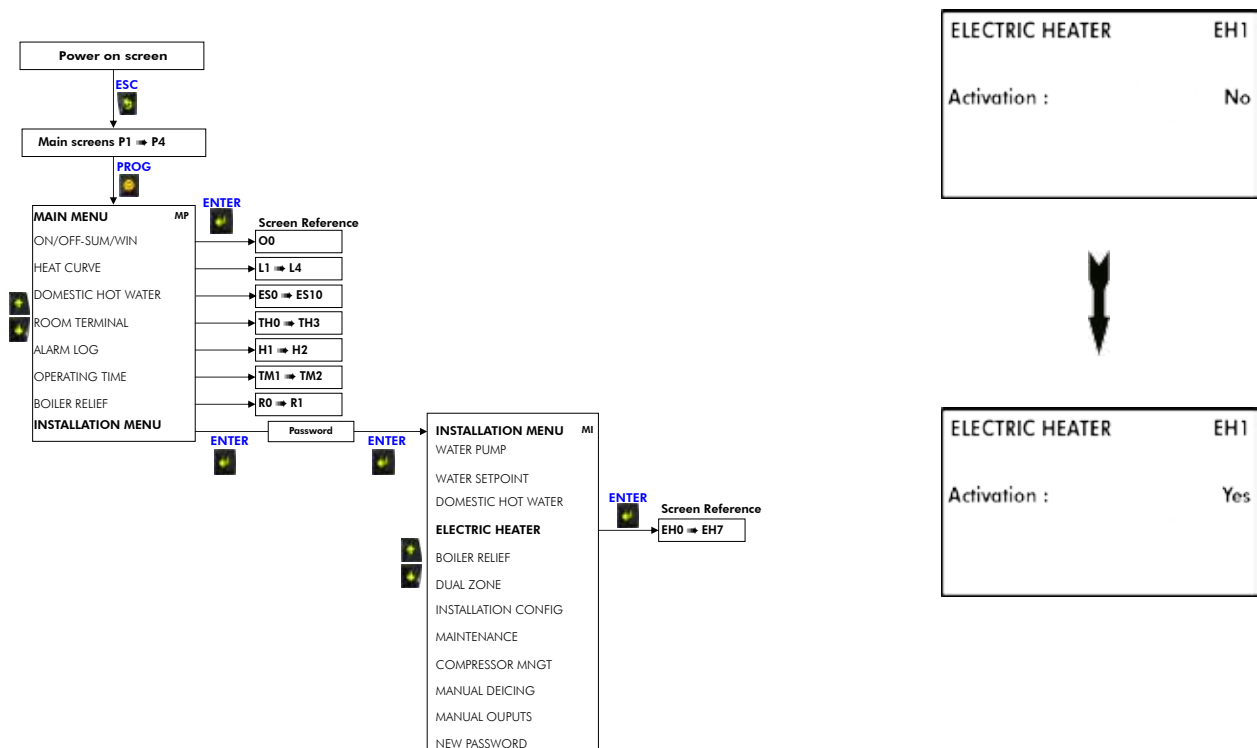 Power on screen
ESC
Main screens P1 ➠ P4
PROG
MAIN MENU MP
ON/OFF-SUM/WIN
HEAT CURVE
DOMESTIC HOT WATER
ROOM TERMINAL
ALARM LOG
OPERATING TIME
BOILER RELIEF
INSTALLATION MENU
ENTER
Screen Reference
O0
L1 ➠ L4
ES0 ➠ ES10
TH0 ➠ TH3
H1 ➠ H2
TM1 ➠ TM2
R0 ➠ R1
ENTER
Password
ENTER
INSTALLATION MENU MI
WATER PUMP
WATER SETPOINT
DOMESTIC HOT WATER
ELECTRIC HEATER
BOILER RELIEF
DUAL ZONE
INSTALLATION CONFIG
MAINTENANCE
COMPRESSOR MNGT
MANUAL DEICING
MANUAL OUPUTS
NEW PASSWORD
ENTER
Screen Reference
EH0 ➠ EH7
ELECTRIC HEATER EH1
Activation : No
ELECTRIC HEATER EH1
Activation : Yes